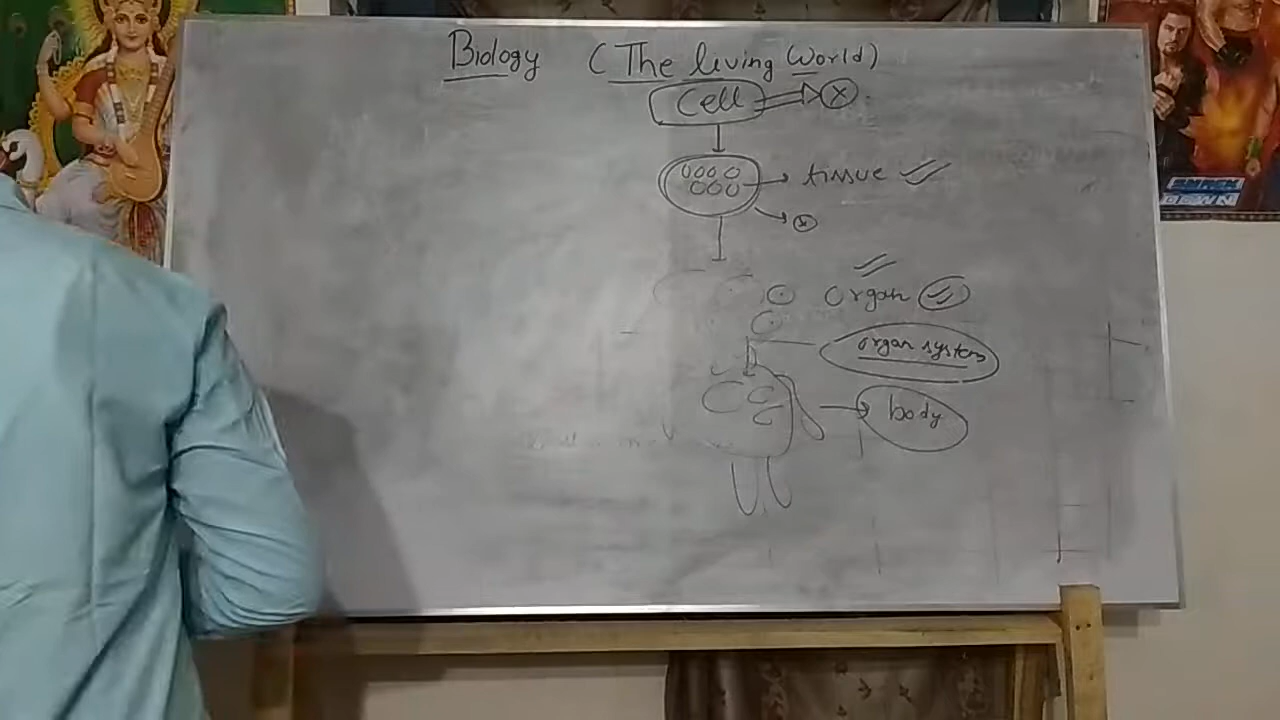 Biology (The living World)
Cell
tissue
organ
organ system
body